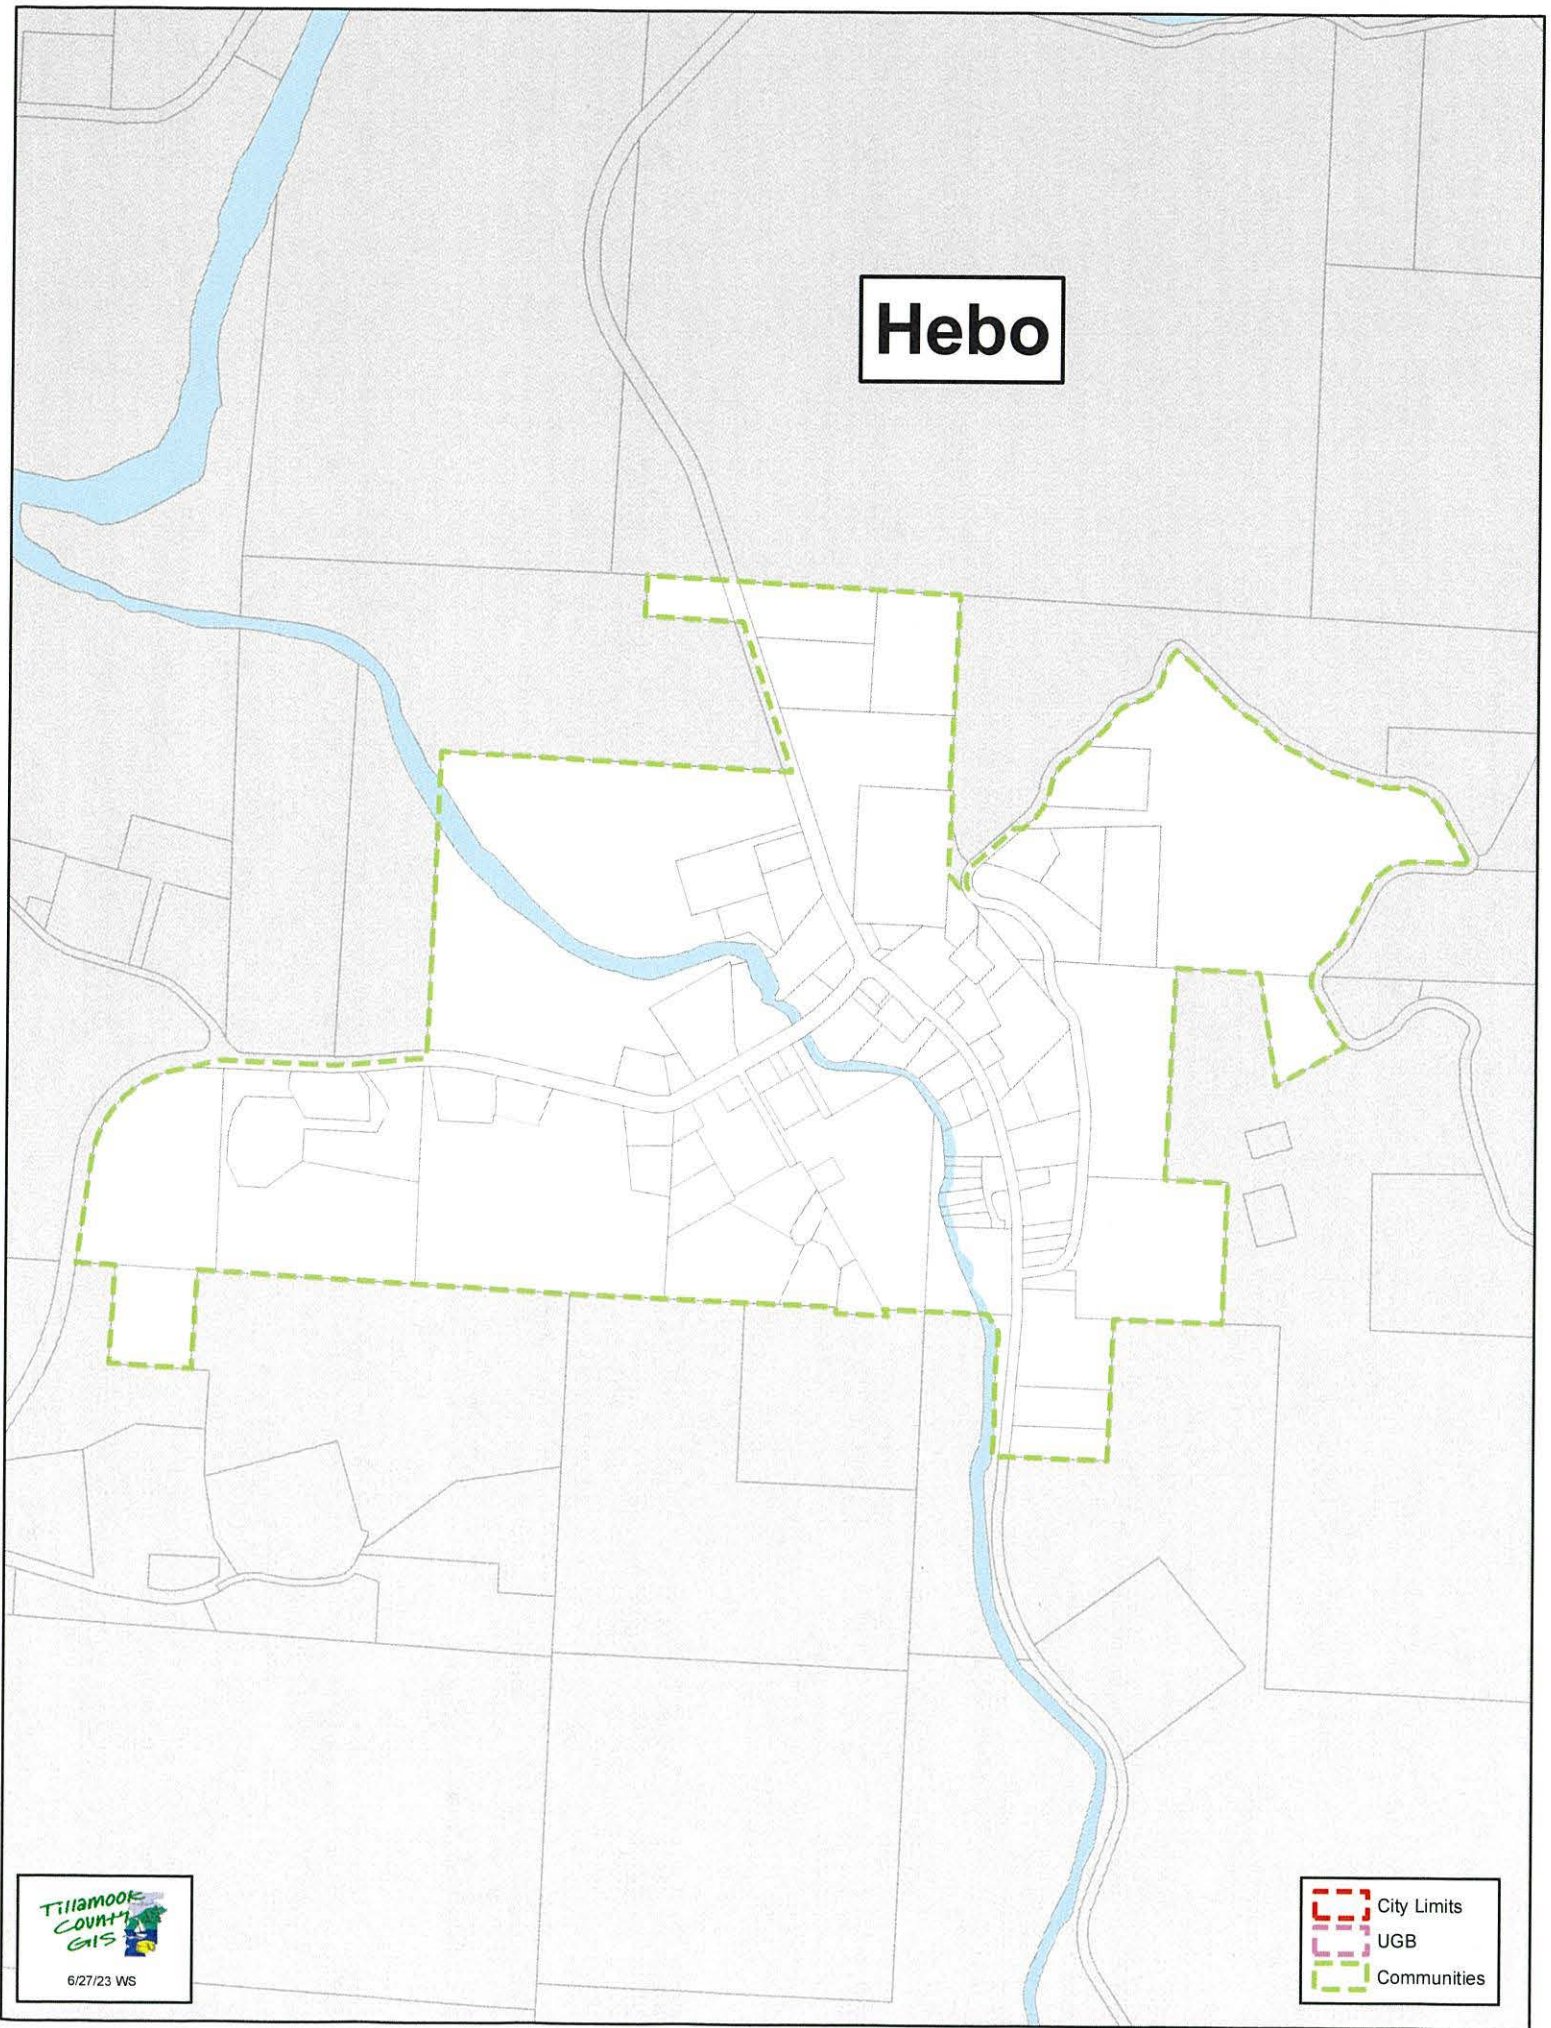 Hebo
Tillamook
County
GIS
6/27/23 WS
City Limits
UGB
Communities